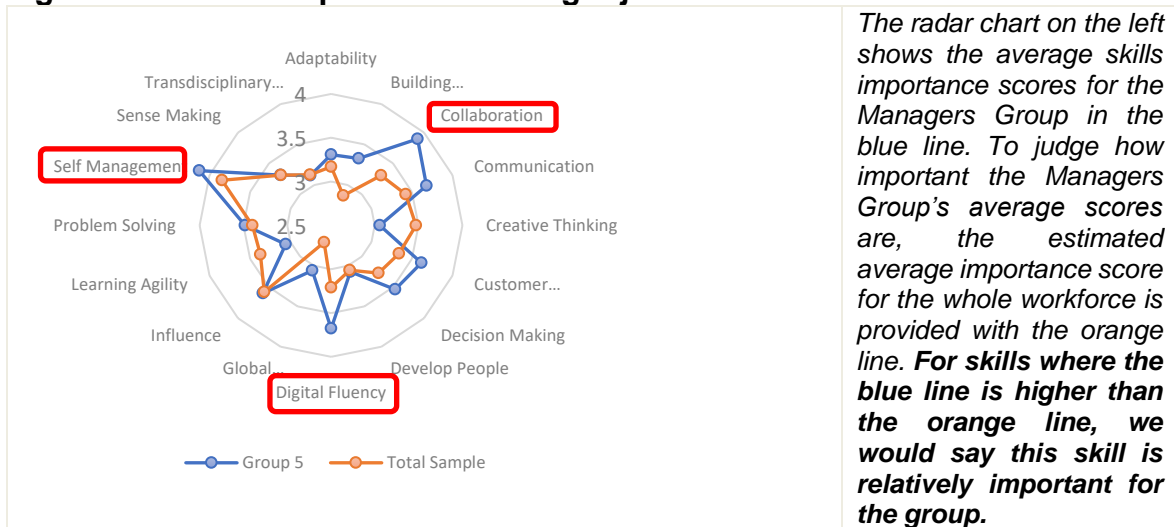 Adaptability
Building...
Collaboration
Communication
Creative Thinking
Customer...
Decision Making
Develop People
Digital Fluency
Global...
Influence
Learning Agility
Problem Solving
Self Managemen
Sense Making
Transdisciplinary...
4
3.5
3
2.5
Group 5
Total Sample
The radar chart on the left
shows the average skills
importance scores for the
Managers Group in the
blue line. To judge how
important the Managers
Group's average scores
are, the estimated
average importance score
for the whole workforce is
provided with the orange
line. For skills where the
blue line is higher than
the orange line, we
would say this skill is
relatively important for
the group.